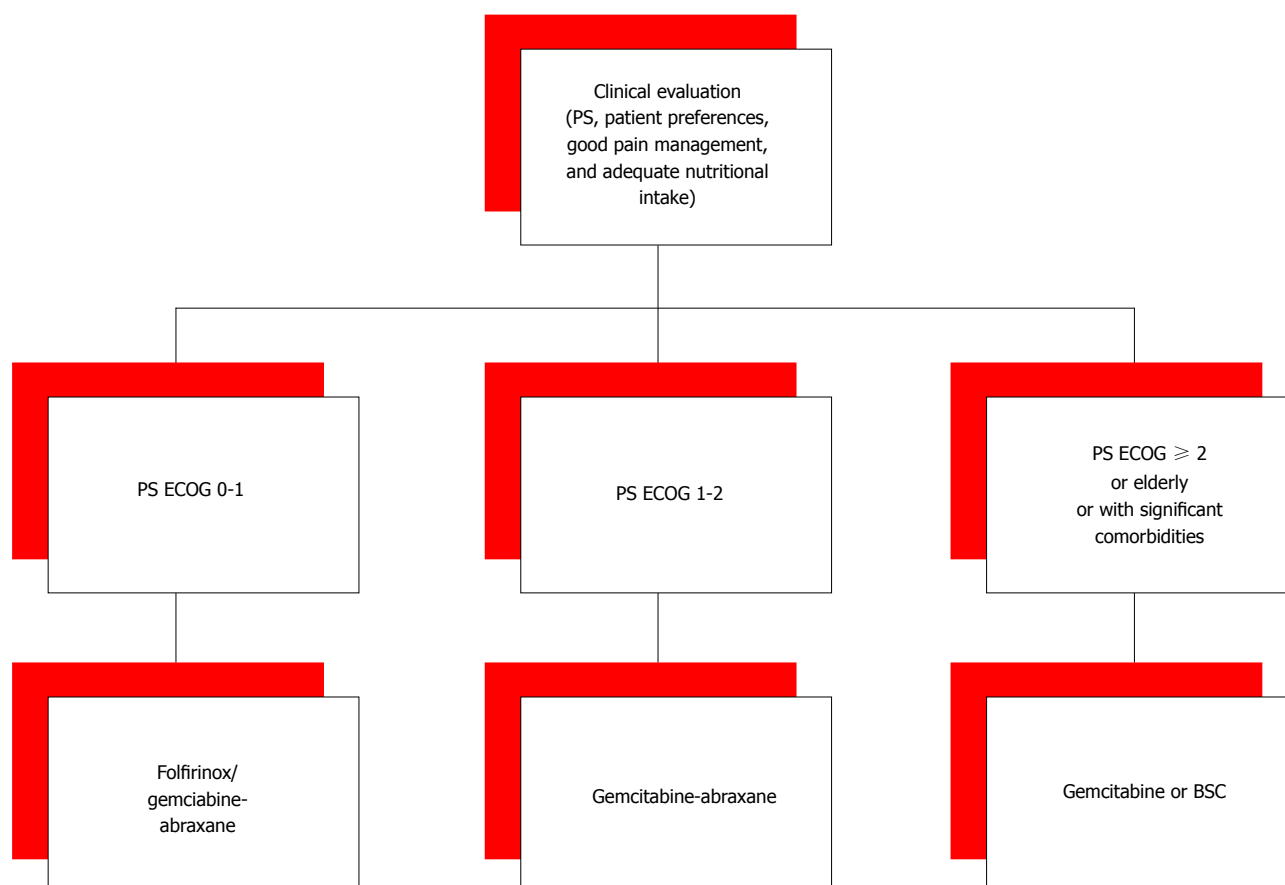 Clinical evaluation
(PS, patient preferences,
good pain management,
and adequate nutritional
intake)
PS ECOG 0-1
PS ECOG 1-2
PS ECOG ≥ 2
or elderly
or with significant
comorbidities
Folfirinox/
gemciabine-
abraxane
Gemcitabine-abraxane
Gemcitabine or BSC